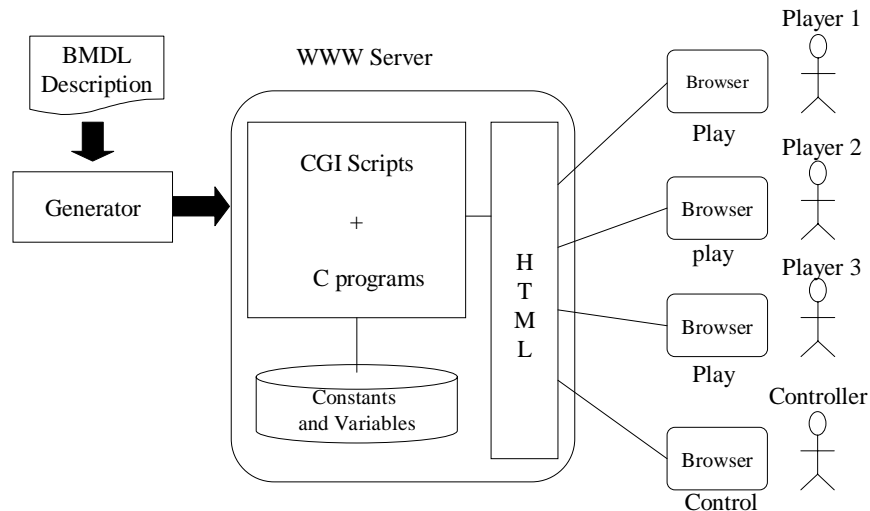 BMDL
Description
Generator
WWW Server
CGI Scripts
+
C programs
Constants
and Variables
H
T
M
L
Player 1
Browser
Play
Player 2
Browser
play
Player 3
Browser
Play
Controller
Browser
Control